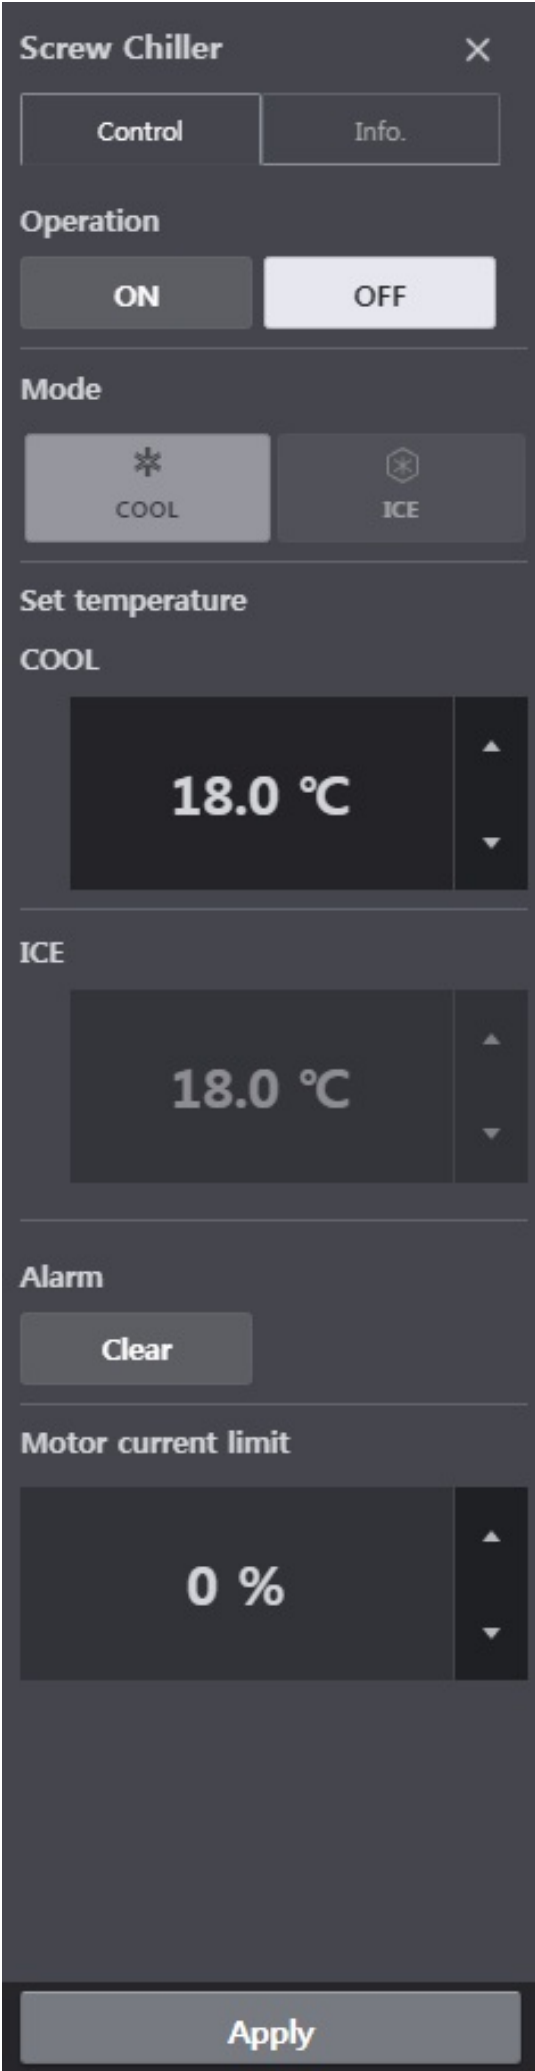 Screw Chiller
Control Info.
Operation
ON OFF
Mode
COOL ICE
Set temperature
COOL
18.0 ℃
ICE
18.0 ℃
Alarm
Clear
Motor current limit
0 %
Apply